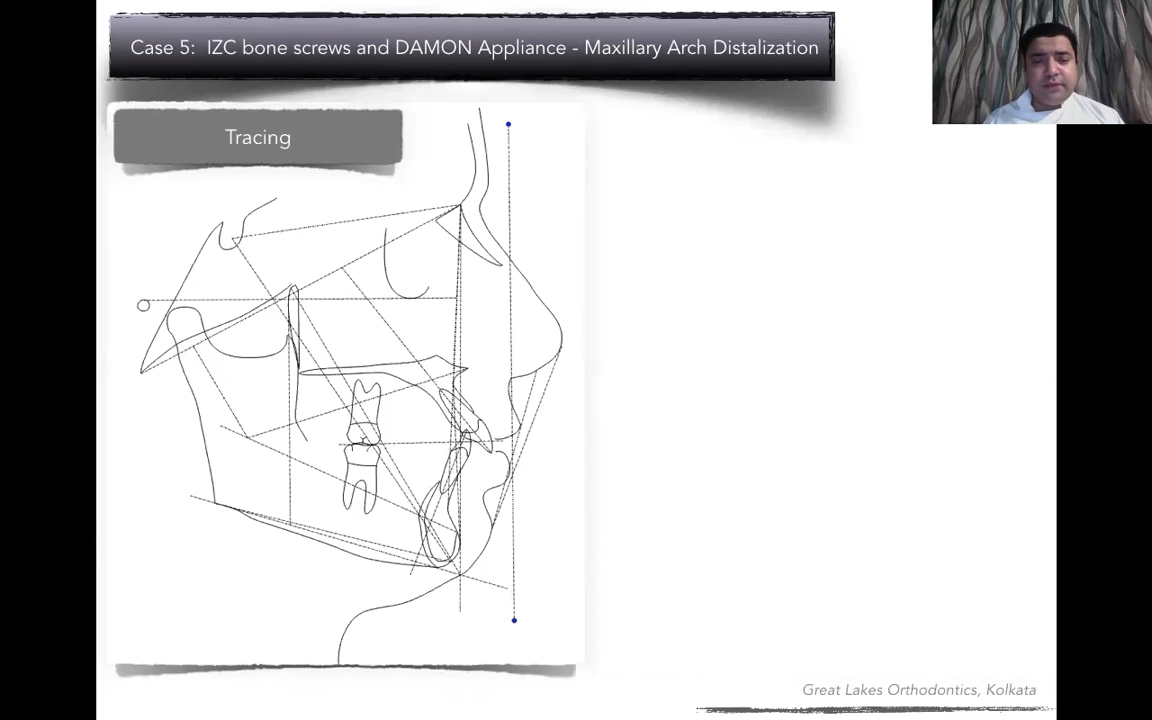 Case 5: IZC bone screws and DAMON Appliance - Maxillary Arch Distalization
Tracing
Great Lakes Orthodontics, Kolkata